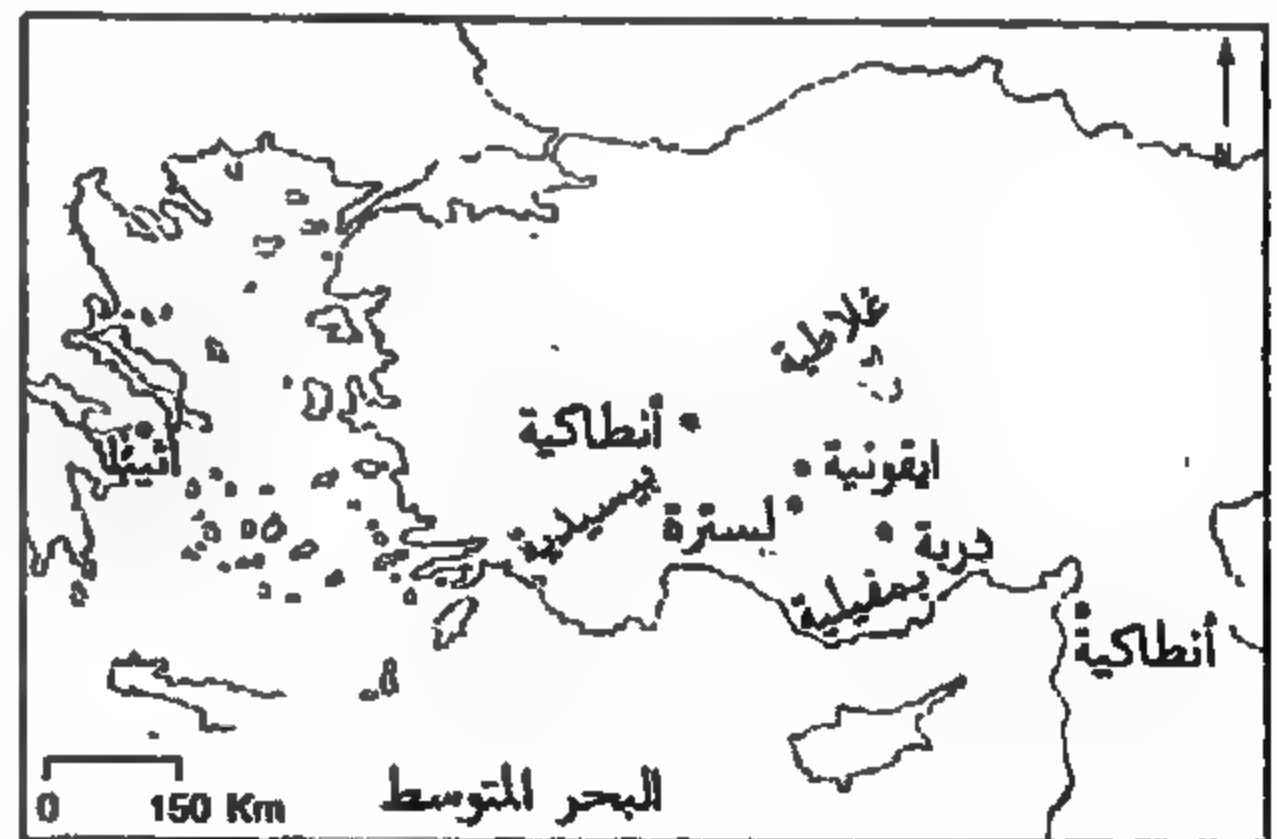 N
غلاطية
أنطاكية
ايقونية
أثينا
بيسيدية
لسترة
دربة
بمفيلية
أنطاكية
0 150 Km
البحر المتوسط